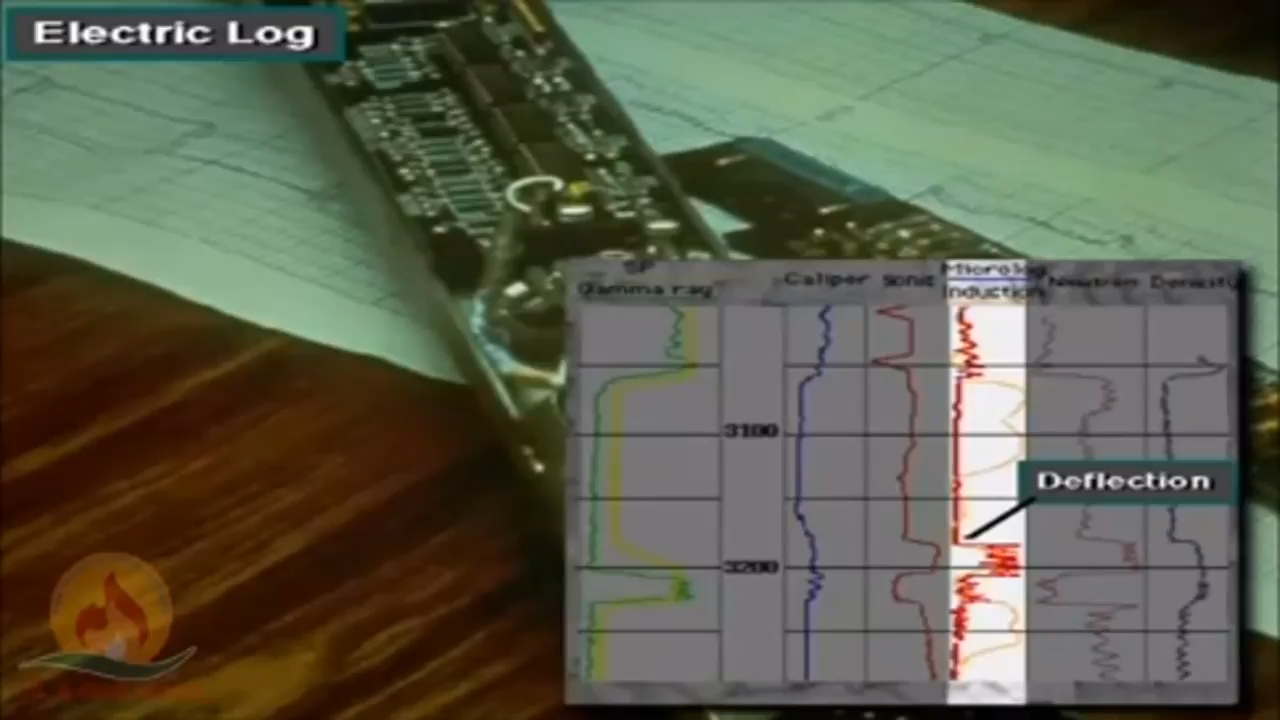 Electric Log
SP
Gamma ray
Caliper
Sonic
Microlog
Induction
Neutron
Density
3100
Deflection
3200